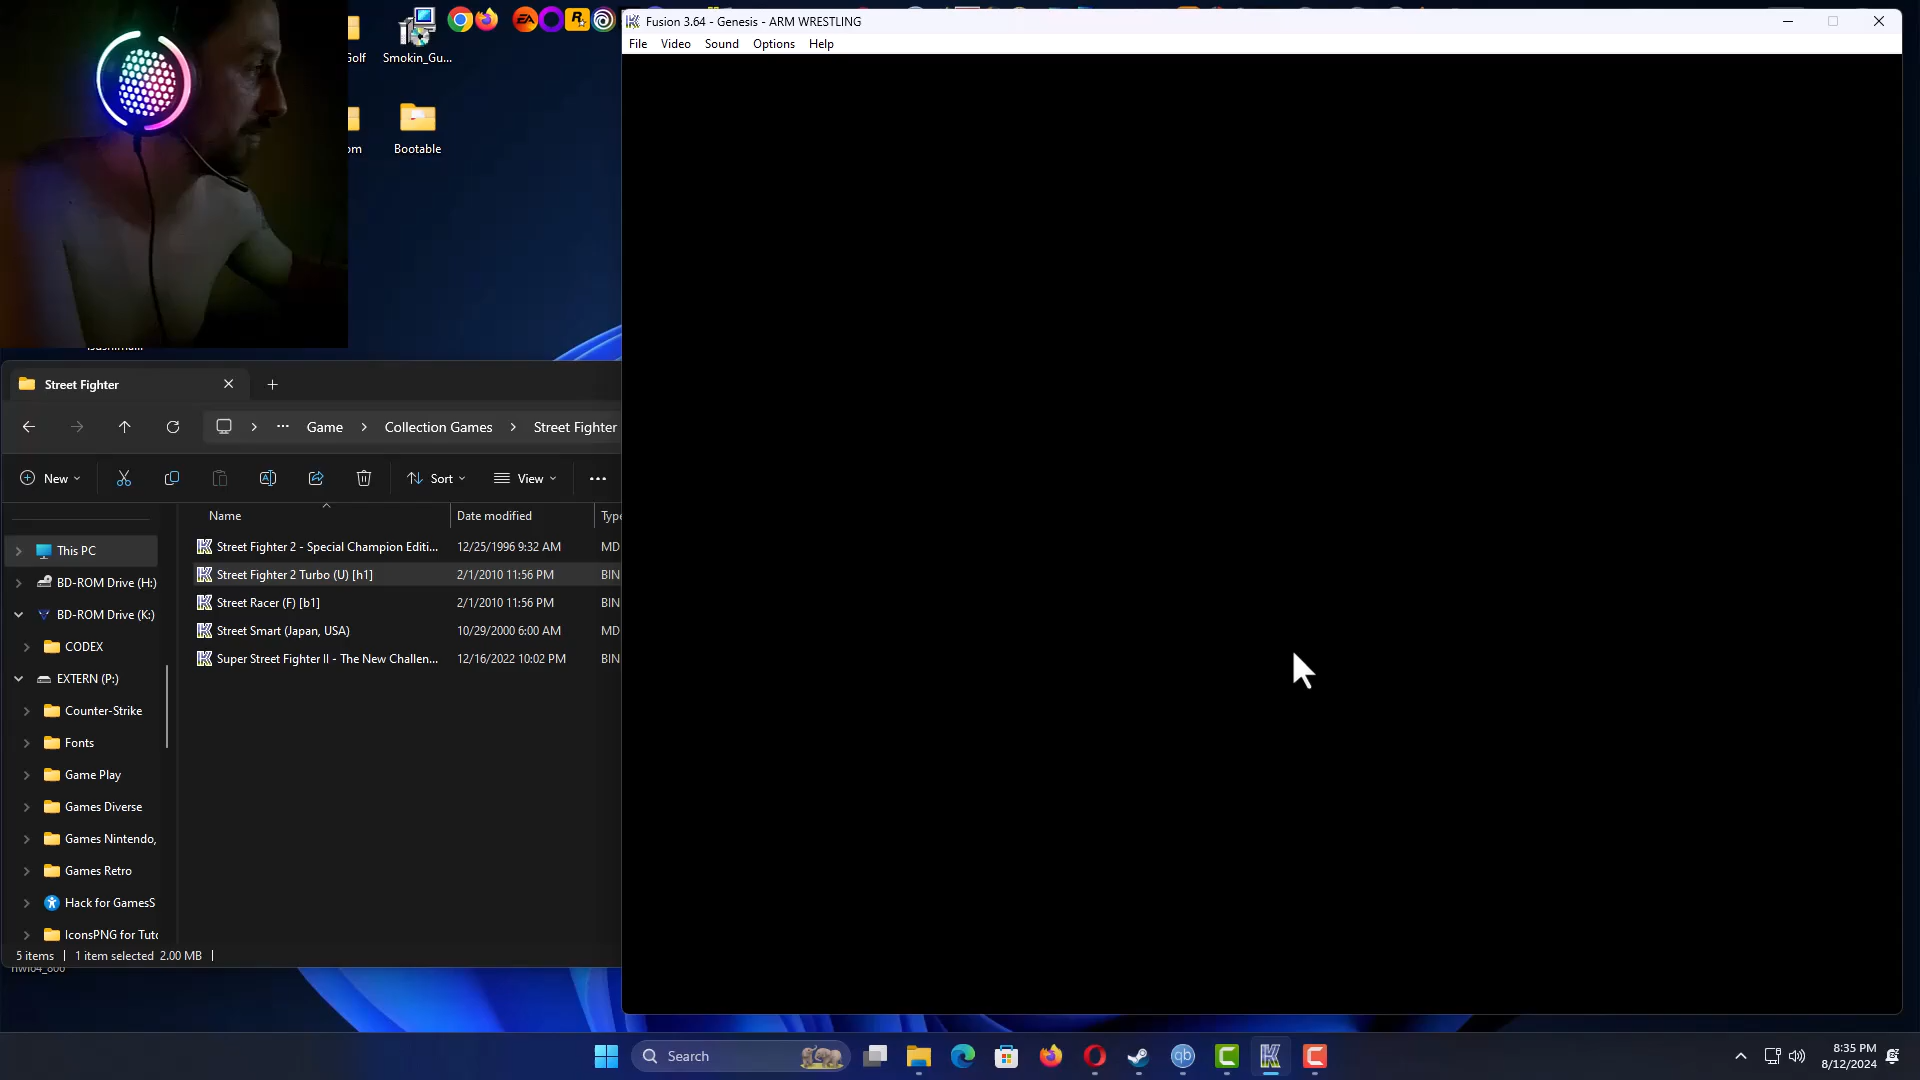 Golf
Smokin_Gu...
om
Bootable
Fusion 3.64 - Genesis - ARM WRESTLING
File Video Sound Options Help
Street Fighter
Game
Collection Games
Street Fighter
New
Sort
View
Name
Date modified
Type
Street Fighter 2 - Special Champion Editi... 12/25/1996 9:32 AM MD
Street Fighter 2 Turbo (U) [h1] 2/1/2010 11:56 PM BIN
Street Racer (F) [b1] 2/1/2010 11:56 PM BIN
Street Smart (Japan, USA) 10/29/2000 6:00 AM MD
Super Street Fighter II - The New Challen... 12/16/2022 10:02 PM BIN
This PC
BD-ROM Drive (H:)
BD-ROM Drive (K:)
CODEX
EXTERN (P:)
Counter-Strike
Fonts
Game Play
Games Diverse
Games Nintendo,
Games Retro
Hack for GamesS
IconsPNG for Tuto
5 items 1 item selected 2.00 MB
Search
8:35 PM
8/12/2024